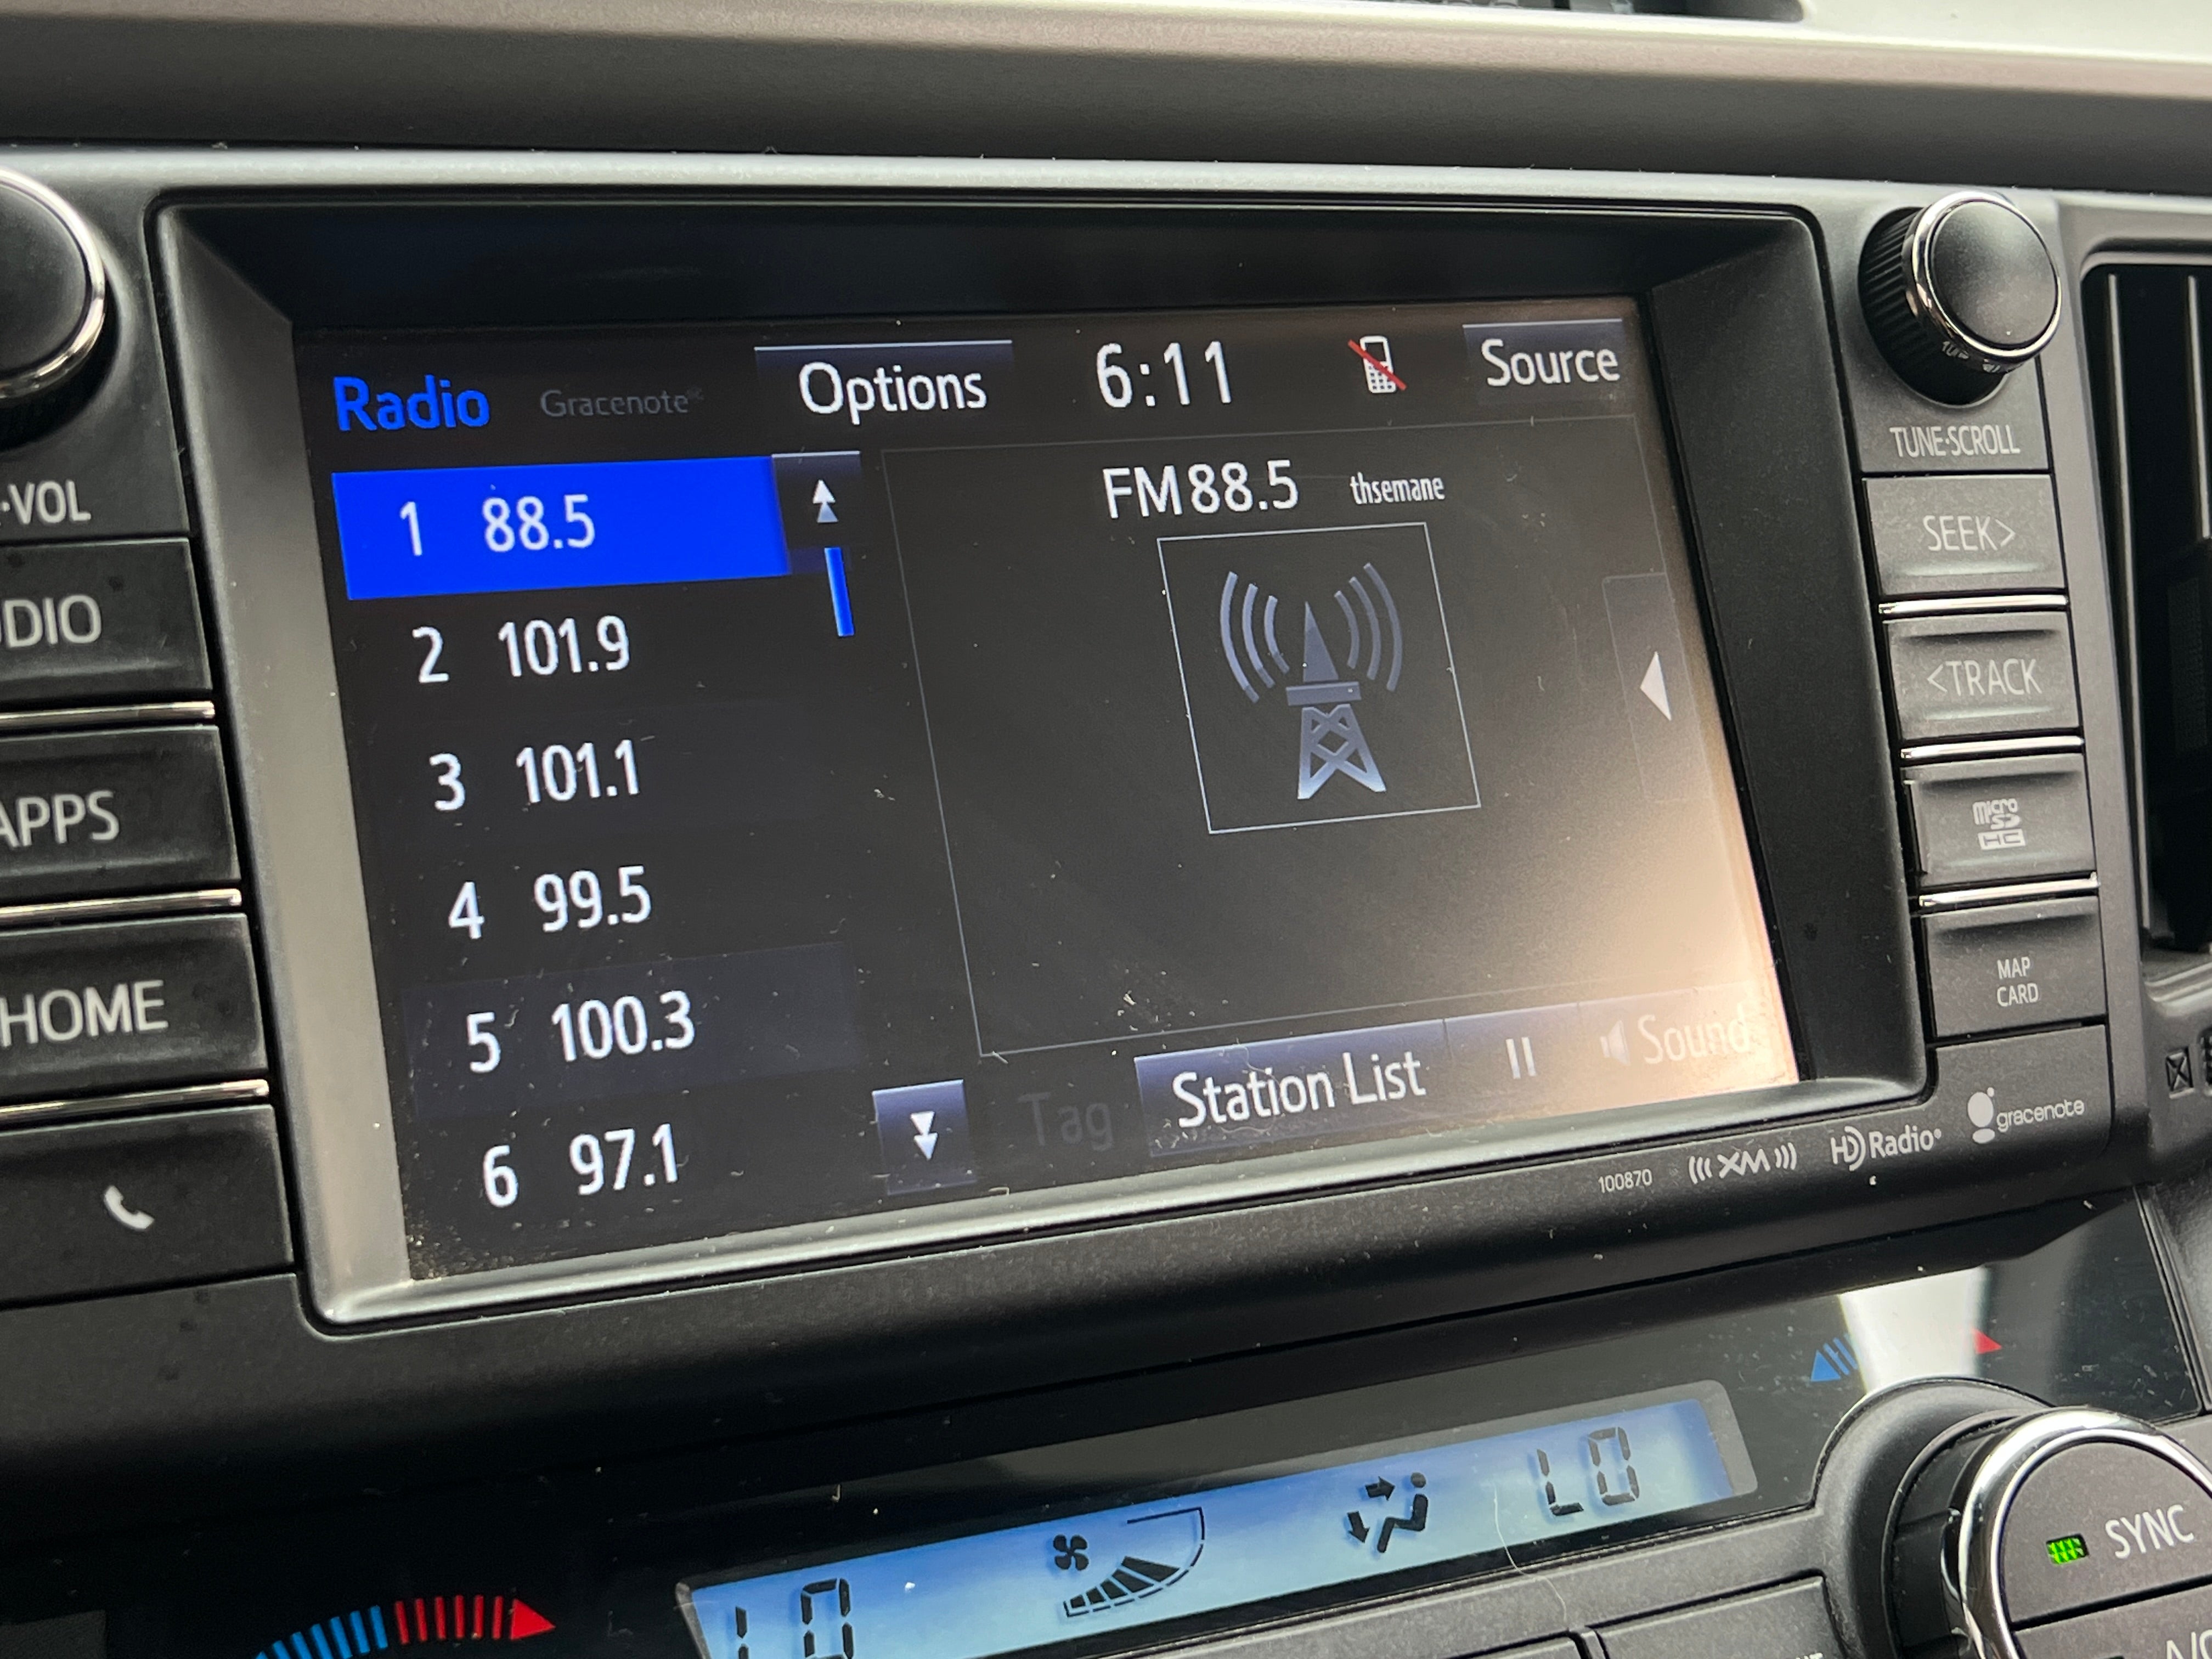 Radio Gracenote Options 6:11 Source
FM88.5 thsemane
1 88.5
2 101.9
3 101.1
4 99.5
5 100.3
6 97.1
Tag Station List Sound
·VOL
APPS
HOME
TUNE·SCROLL
SEEK>
<TRACK
micro SD HC
MAP
CARD
100870 XM HD Radio gracenote
LO LO
SYNC